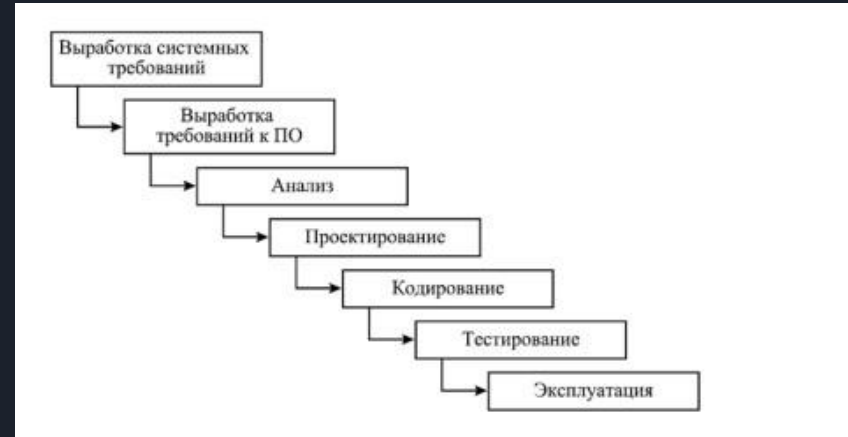 Выработка системных
требований
Выработка
требований к ПО
Анализ
Проектирование
Кодирование
Тестирование
Эксплуатация